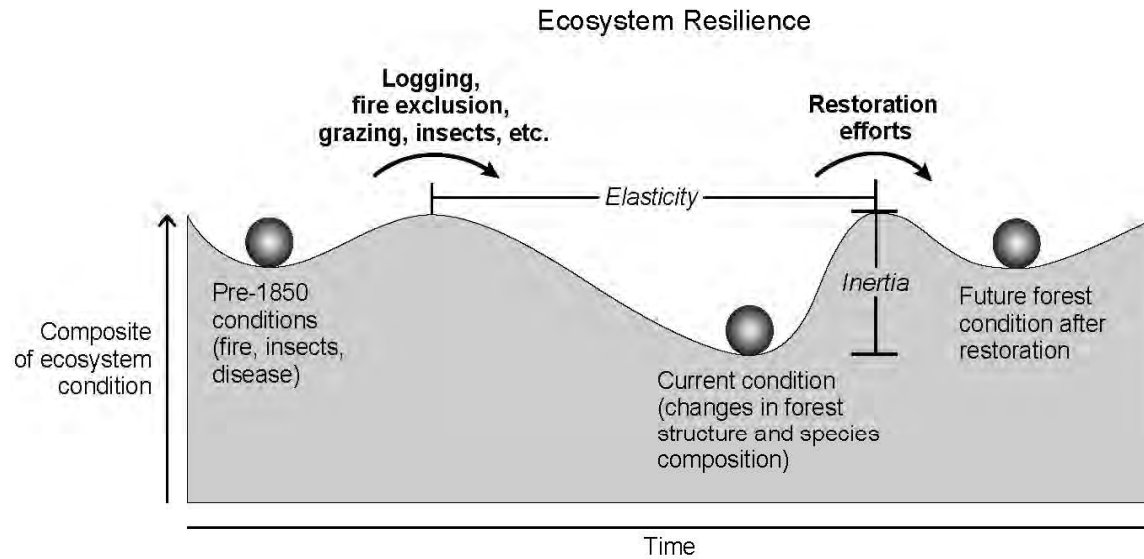 Ecosystem Resilience
Logging,
fire exclusion,
grazing, insects, etc.
Restoration
efforts
Elasticity
Inertia
Pre-1850
conditions
(fire, insects,
disease)
Composite
of ecosystem
condition
Current condition
(changes in forest
structure and species
composition)
Future forest
condition after
restoration
Time